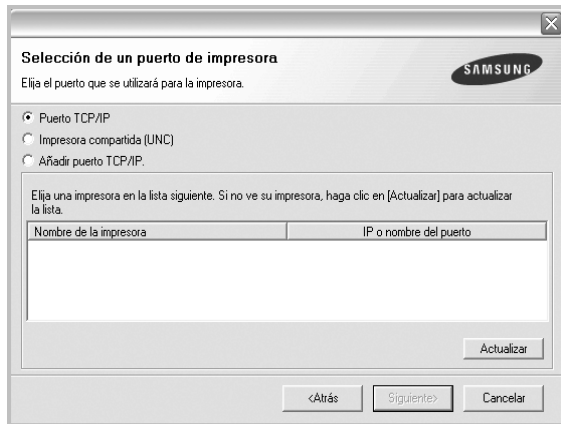 Selección de un puerto de impresora
Elija el puerto que se utilizará para la impresora.
SAMSUNG
Puerto TCP/IP
Impresora compartida (UNC)
Añadir puerto TCP/IP.
Elija una impresora en la lista siguiente. Si no ve su impresora, haga clic en [Actualizar] para actualizar
la lista.
Nombre de la impresora IP o nombre del puerto
Actualizar
<Atrás Siguiente> Cancelar